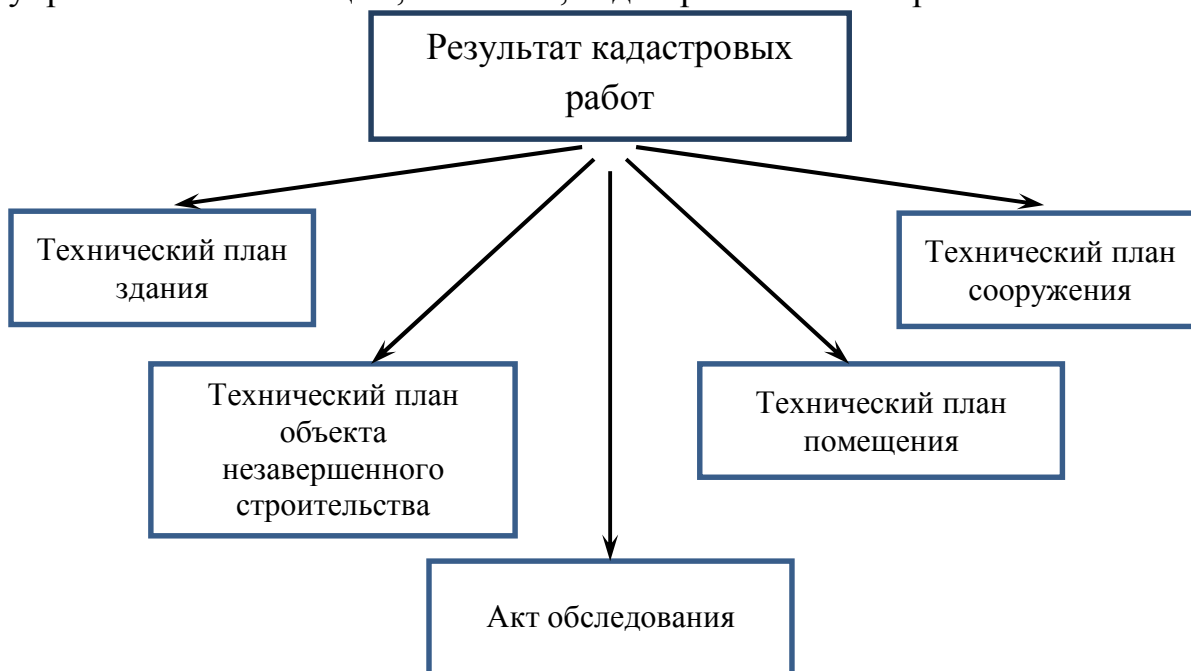 Результат кадастровых
работ
Технический план
здания
Технический план
сооружения
Технический план
объекта
незавершенного
строительства
Технический план
помещения
Акт обследования